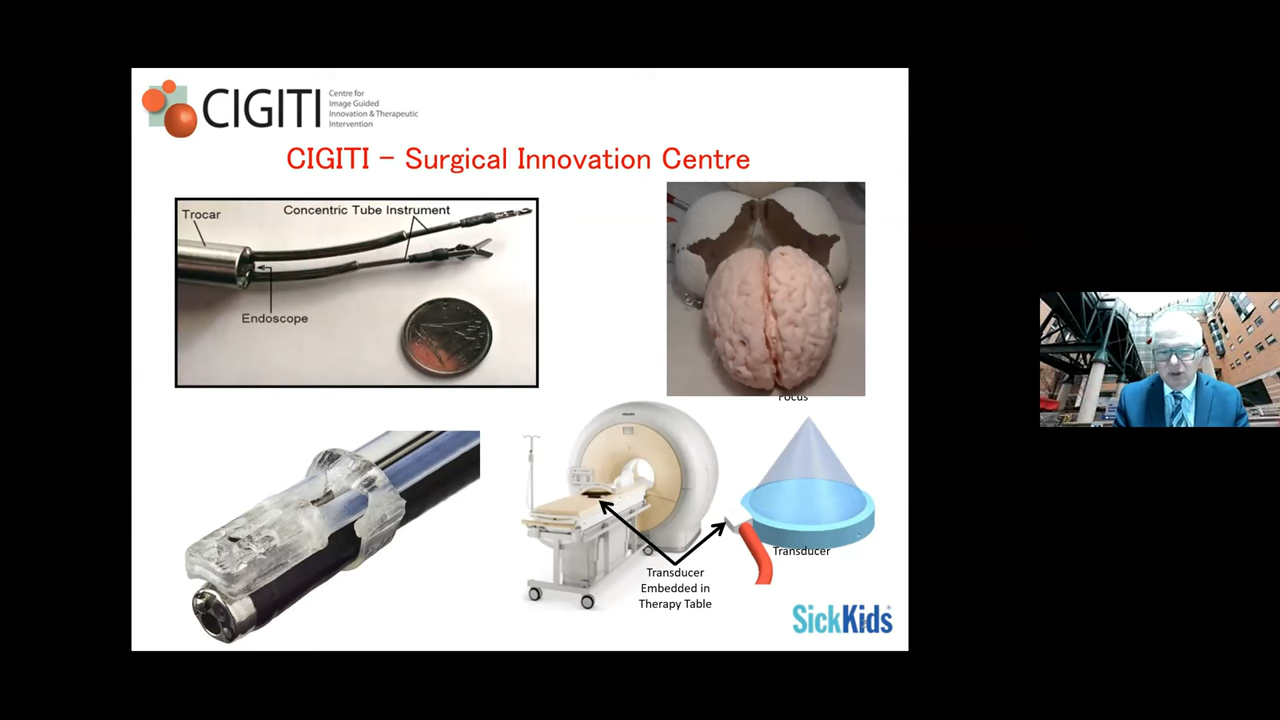 CIGITI
Centre for
Image Guided
Innovation & Therapeutic
Intervention
CIGITI - Surgical Innovation Centre
Trocar
Concentric Tube Instrument
Endoscope
Focus
Transducer
Transducer
Embedded in
Therapy Table
SickKids